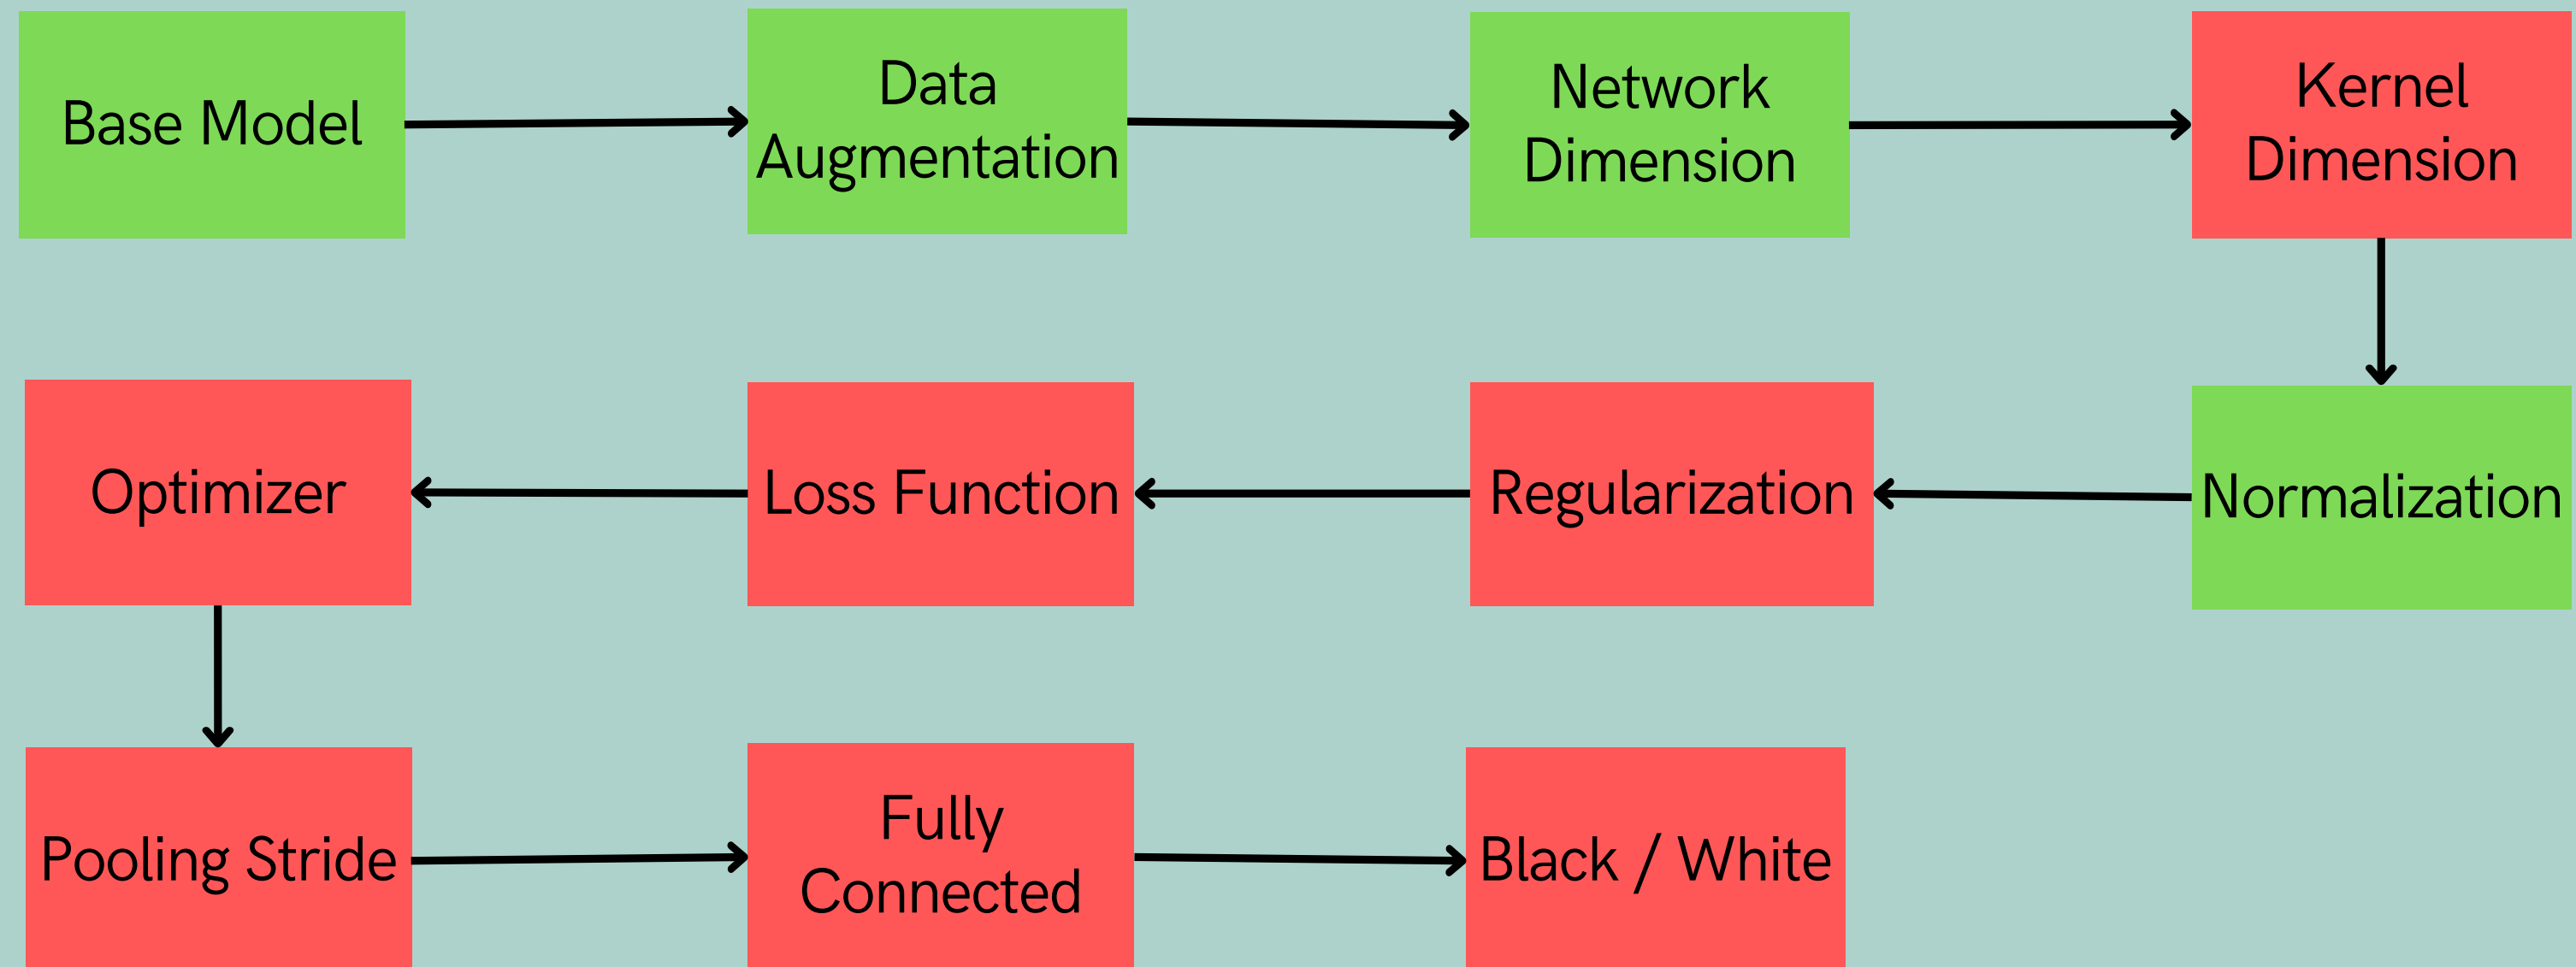 Base Model
Data
Augmentation
Network
Dimension
Kernel
Dimension
Optimizer
Loss Function
Regularization
Normalization
Pooling Stride
Fully
Connected
Black / White